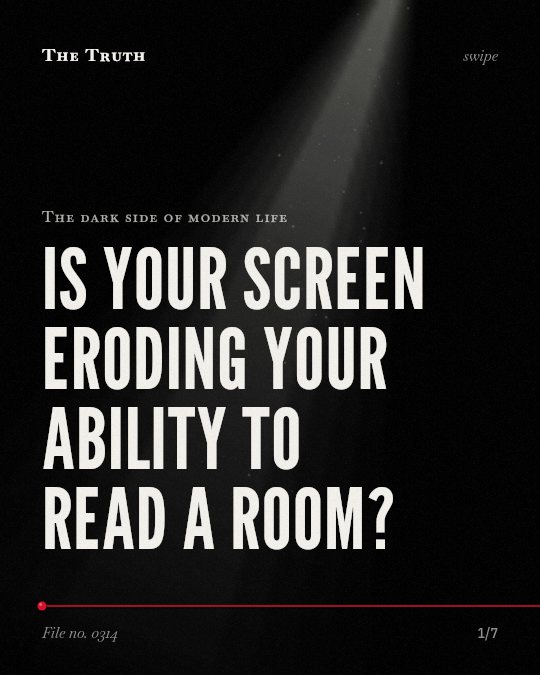 The Truth
swipe
The dark side of modern life
IS YOUR SCREEN
ERODING YOUR
ABILITY TO
READ A ROOM?
File no. 0314
1/7